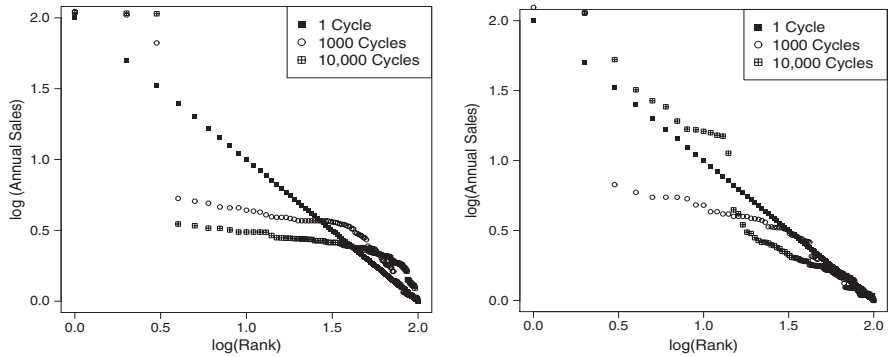 2.0
1.5
1.0
0.5
0.0
log (Annual Sales)
1 Cycle
1000 Cycles
10,000 Cycles
0.0 0.5 1.0 1.5 2.0
log(Rank)
2.0
1.5
1.0
0.5
0.0
log(Annual Sales)
1 Cycle
1000 Cycles
10,000 Cycles
0.0 0.5 1.0 1.5 2.0
log(Rank)